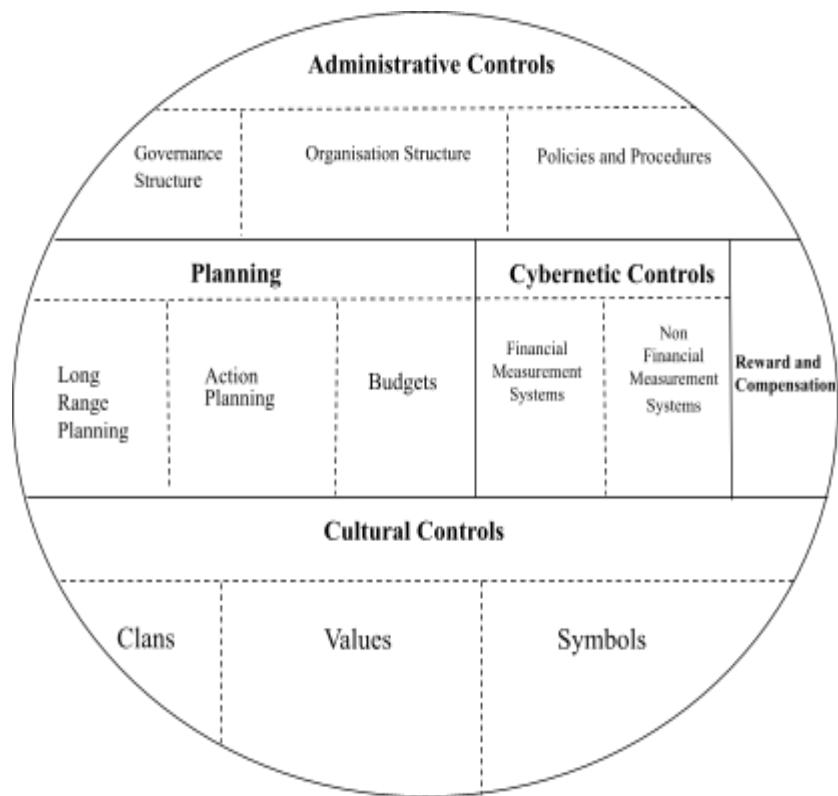 Administrative Controls
Governance
Structure
Organisation Structure
Policies and Procedures
Planning
Cybernetic Controls
Long
Range
Planning
Action
Planning
Budgets
Financial
Measurement
Systems
Non
Financial
Measurement
Systems
Reward and
Compensation
Cultural Controls
Clans
Values
Symbols